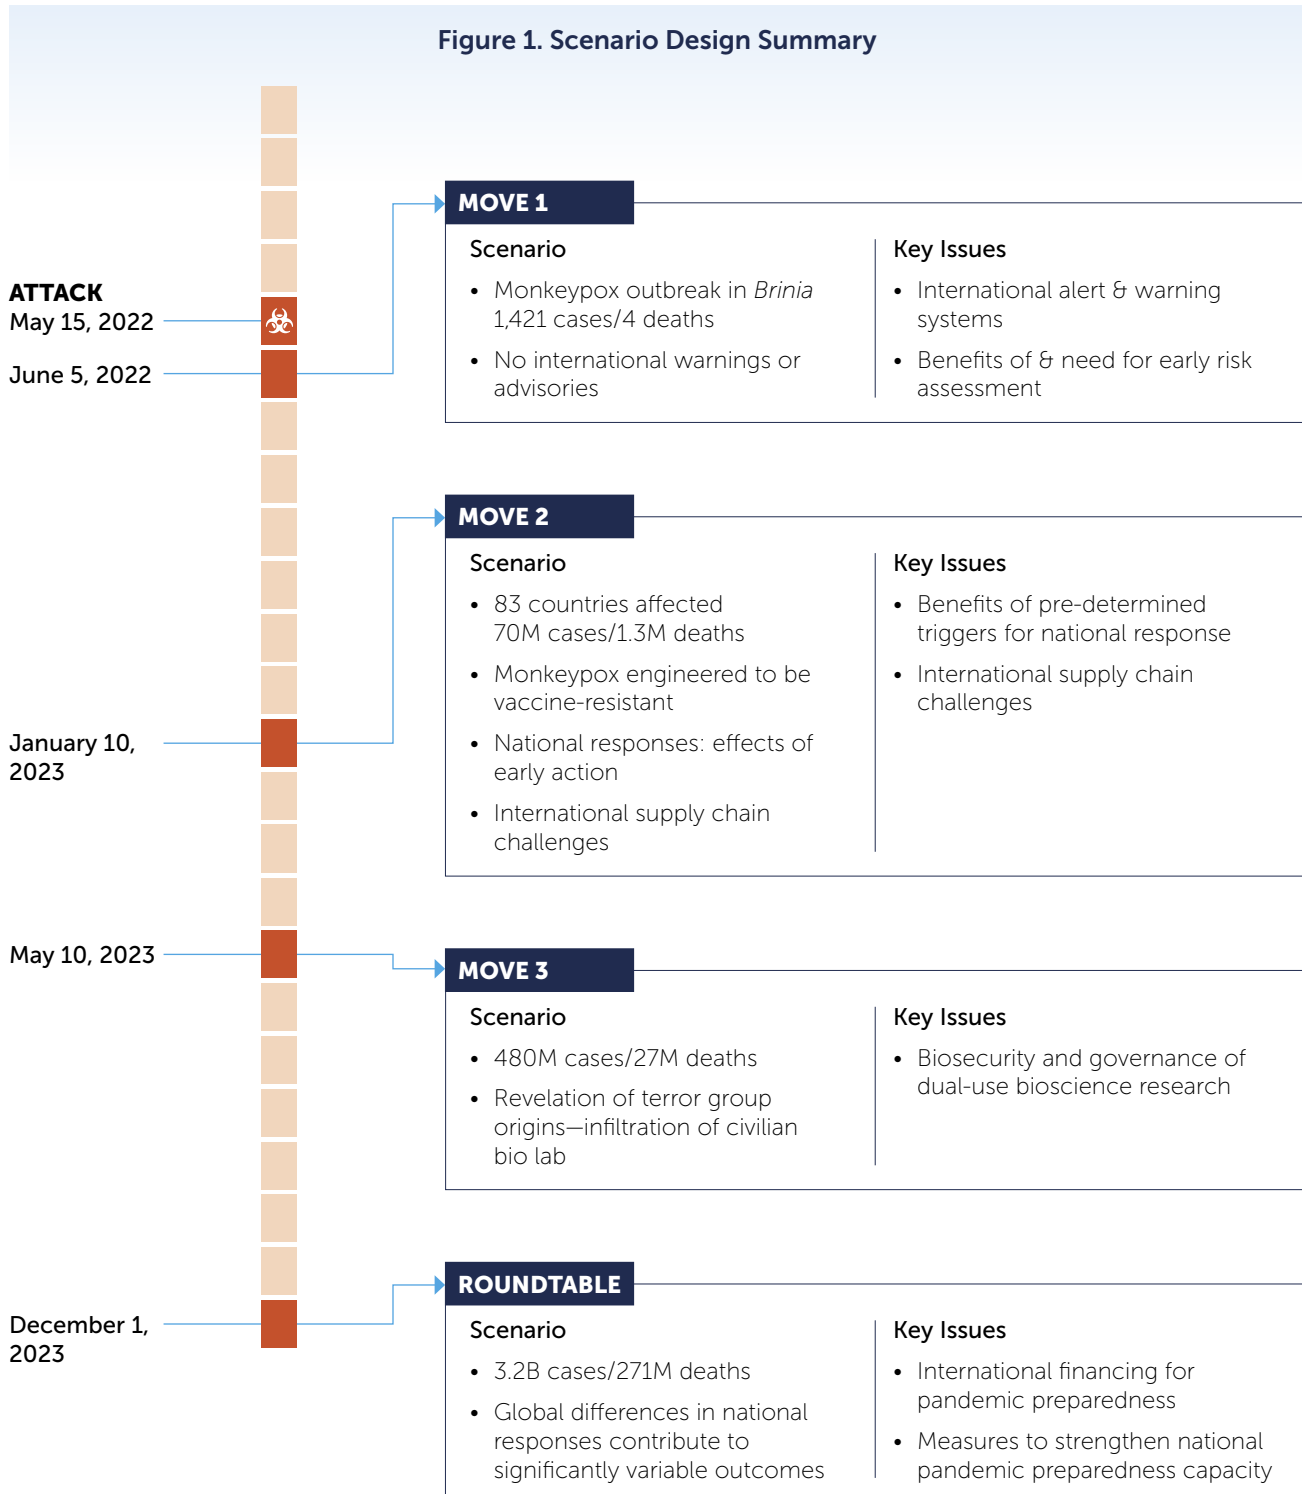 Figure 1. Scenario Design Summary
ATTACK
May 15, 2022
June 5, 2022
MOVE 1
Scenario
• Monkeypox outbreak in Brinia
1,421 cases/4 deaths
• No international warnings or
advisories
Key Issues
• International alert & warning
systems
• Benefits of & need for early risk
assessment
January 10,
2023
MOVE 2
Scenario
• 83 countries affected
70M cases/1.3M deaths
• Monkeypox engineered to be
vaccine-resistant
• National responses: effects of
early action
• International supply chain
challenges
Key Issues
• Benefits of pre-determined
triggers for national response
• International supply chain
challenges
May 10, 2023
MOVE 3
Scenario
• 480M cases/27M deaths
• Revelation of terror group
origins—infiltration of civilian
bio lab
Key Issues
• Biosecurity and governance of
dual-use bioscience research
December 1,
2023
ROUNDTABLE
Scenario
• 3.2B cases/271M deaths
• Global differences in national
responses contribute to
significantly variable outcomes
Key Issues
• International financing for
pandemic preparedness
• Measures to strengthen national
pandemic preparedness capacity